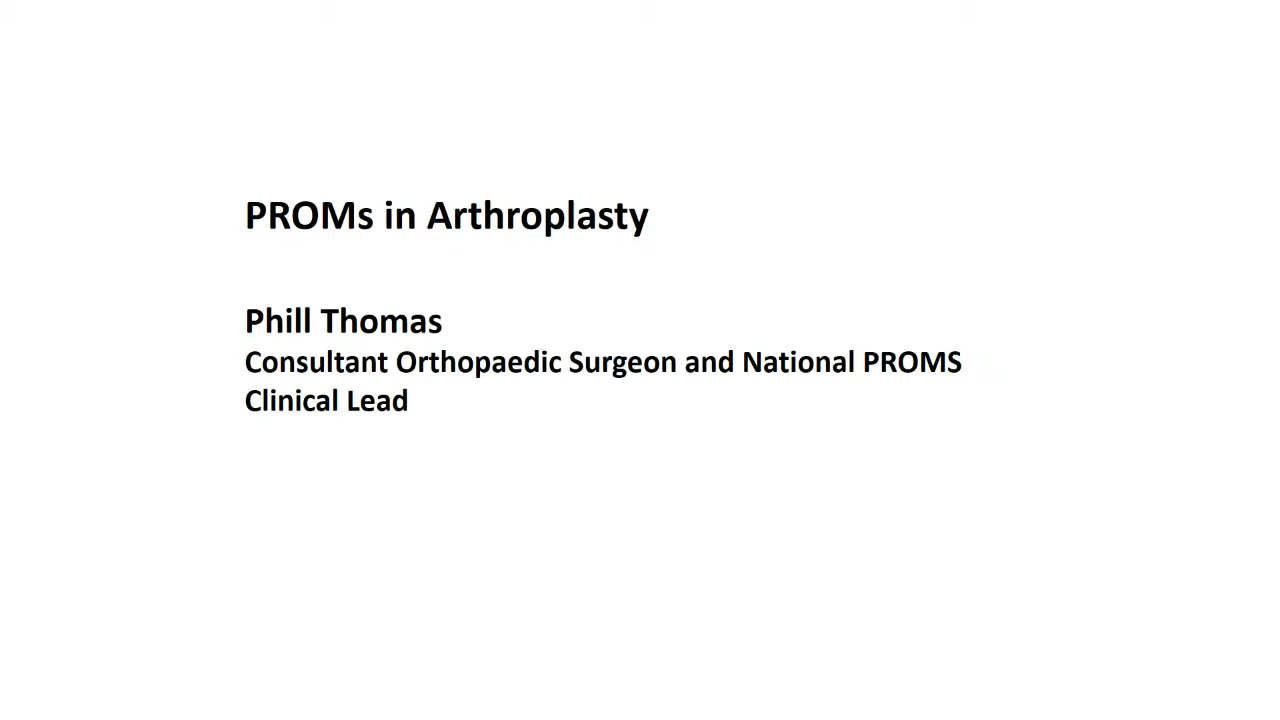 PROMs in Arthroplasty
Phill Thomas
Consultant Orthopaedic Surgeon and National PROMS
Clinical Lead